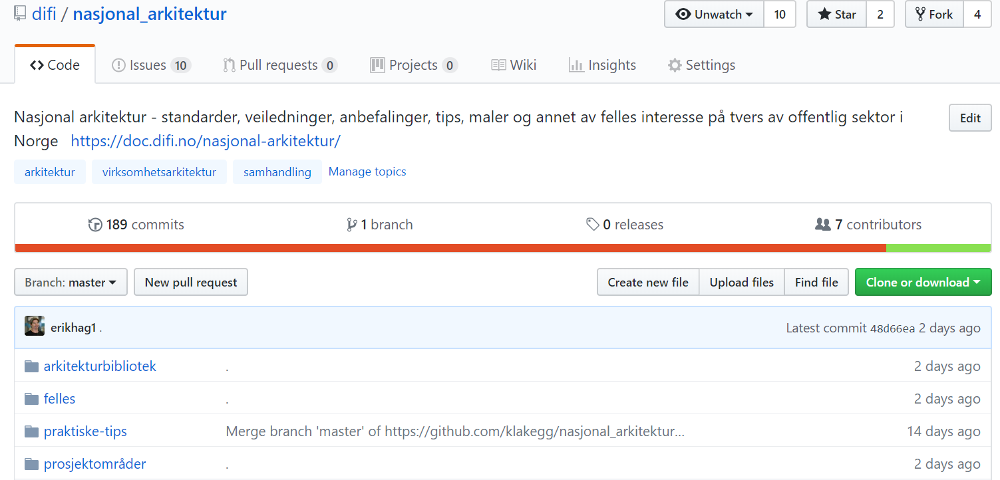 difi / nasjonal_arkitektur Unwatch 10 Star 2 Fork 4
Code Issues 10 Pull requests 0 Projects 0 Wiki Insights Settings
Nasjonal arkitektur - standarder, veiledninger, anbefalinger, tips, maler og annet av felles interesse på tvers av offentlig sektor i Edit
Norge https://doc.difi.no/nasjonal-arkitektur/
arkitektur virksomhetsarkitektur samhandling Manage topics
189 commits 1 branch 0 releases 7 contributors
Branch: master New pull request Create new file Upload files Find file Clone or download
erikhag1 . Latest commit 48d66ea 2 days ago
arkitekturbibliotek . 2 days ago
felles . 2 days ago
praktiske-tips Merge branch 'master' of https://github.com/klakegg/nasjonal_arkitektur... 14 days ago
prosjektområder . 2 days ago